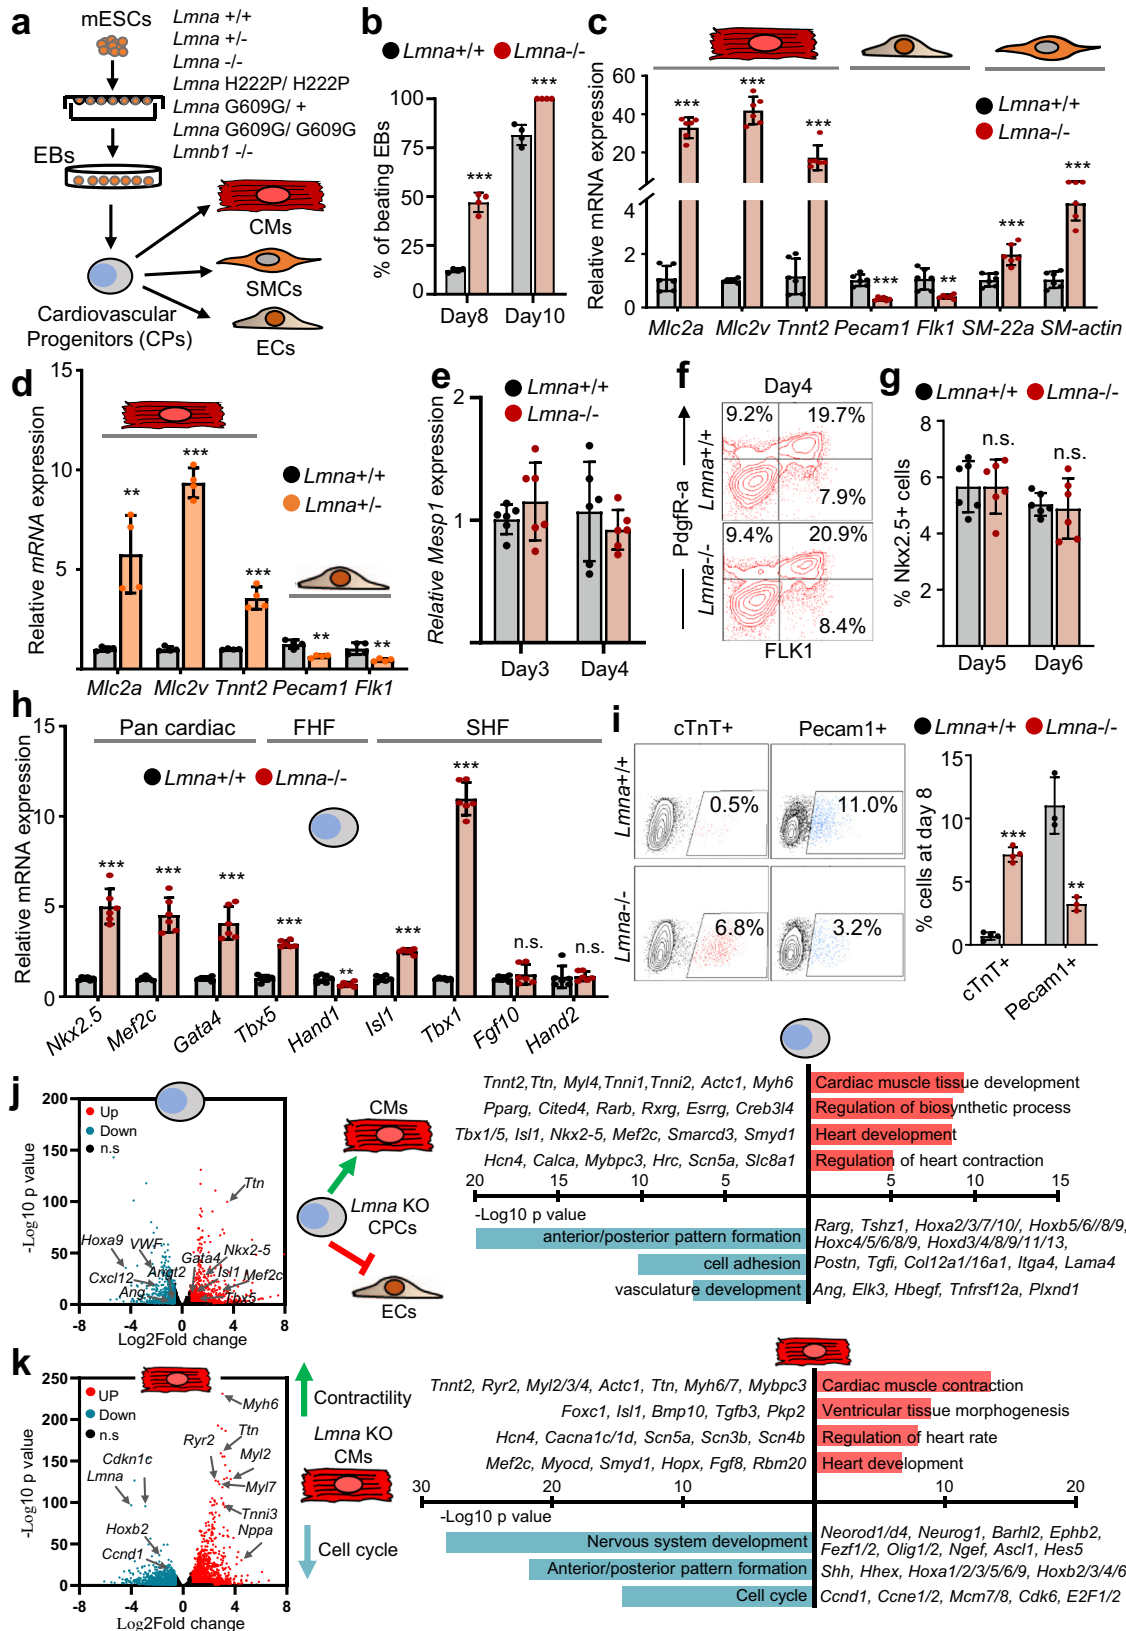 a
mESCs
Lmna +/+
Lmna +/-
Lmna -/-
Lmna H222P/ H222P
Lmna G609G/ +
Lmna G609G/ G609G
Lmnb1 -/-
EBs
CMs
SMCs
ECs
Cardiovascular
Progenitors (CPs)
b
Lmna+/+ Lmna-/-
% of beating EBs
100
75
50
25
0
***
***
Day8 Day10
c
Relative mRNA expression
60
40
20
4
2
0
Lmna+/+
Lmna-/-
*** *** *** *** ** *** ***
Mlc2a Mlc2v Tnnt2 Pecam1 Flk1 SM-22a SM-actin
d
Relative mRNA expression
15
10
5
Lmna+/+
Lmna+/-
** *** *** ** **
Mlc2a Mlc2v Tnnt2 Pecam1 Flk1
e
Relative Mesp1 expression
2
1
Lmna+/+
Lmna-/-
Day3 Day4
f
Day4
PdgfR-a
Lmna+/+
9.2% 19.7%
7.9%
Lmna-/-
9.4% 20.9%
8.4%
FLK1
g
Lmna+/+ Lmna-/-
% Nkx2.5+ cells
8
6
4
2
n.s.
n.s.
Day5 Day6
h
Relative mRNA expression
15
10
5
0
Pan cardiac FHF SHF
Lmna+/+ Lmna-/-
*** *** *** *** ** *** *** n.s. n.s.
Nkx2.5 Mef2c Gata4 Tbx5 Hand1 Isl1 Tbx1 Fgf10 Hand2
i
cTnT+ Pecam1+
Lmna+/+
0.5% 11.0%
Lmna-/-
6.8% 3.2%
Lmna+/+ Lmna-/-
% cells at day 8
15
10
5
0
***
**
cTnT+ Pecam1+
j
-Log10 p value
200
150
100
50
0
Up
Down
n.s
Ttn
Hoxa9
VWF
Cxcl12
Ang
Angt2
Gata4
Nkx2-5
Isl1
Mef2c
Tbx5
-8 -4 0 4 8
Log2Fold change
CMs
Lmna KO
CPCs
ECs
Tnnt2,Ttn, Myl4,Tnni1,Tnni2, Actc1, Myh6
Cardiac muscle tissue development
Pparg, Cited4, Rarb, Rxrg, Esrrg, Creb3l4
Regulation of biosynthetic process
Tbx1/5, Isl1, Nkx2-5, Mef2c, Smarcd3, Smyd1
Heart development
Hcn4, Calca, Mybpc3, Hrc, Scn5a, Slc8a1
Regulation of heart contraction
20 15 10 5 5 10 15
-Log10 p value
anterior/posterior pattern formation
Rarg, Tshz1, Hoxa2/3/7/10/, Hoxb5/6//8/9,
Hoxc4/5/6/8/9, Hoxd3/4/8/9/11/13,
cell adhesion
Postn, Tgfi, Col12a1/16a1, Itga4, Lama4
vasculature development
Ang, Elk3, Hbegf, Tnfrsf12a, Plxnd1
k
-Log10 p value
250
200
150
100
50
0
UP
Down
n.s
Myh6
Ttn
Ryr2
Myl2
Myl7
Tnni3
Nppa
Cdkn1c
Lmna
Hoxb2
Ccnd1
-8 -4 0 4 8
Log2Fold change
Contractility
Lmna KO
CMs
Cell cycle
Tnnt2, Ryr2, Myl2/3/4, Actc1, Ttn, Myh6/7, Mybpc3
Cardiac muscle contraction
Foxc1, Isl1, Bmp10, Tgfb3, Pkp2
Ventricular tissue morphogenesis
Hcn4, Cacna1c/1d, Scn5a, Scn3b, Scn4b
Regulation of heart rate
Mef2c, Myocd, Smyd1, Hopx, Fgf8, Rbm20
Heart development
30 20 10 10 20
-Log10 p value
Nervous system development
Neorod1/d4, Neurog1, Barhl2, Ephb2,
Fezf1/2, Olig1/2, Ngef, Ascl1, Hes5
Anterior/posterior pattern formation
Shh, Hhex, Hoxa1/2/3/5/6/9, Hoxb2/3/4/6
Cell cycle
Ccnd1, Ccne1/2, Mcm7/8, Cdk6, E2F1/2